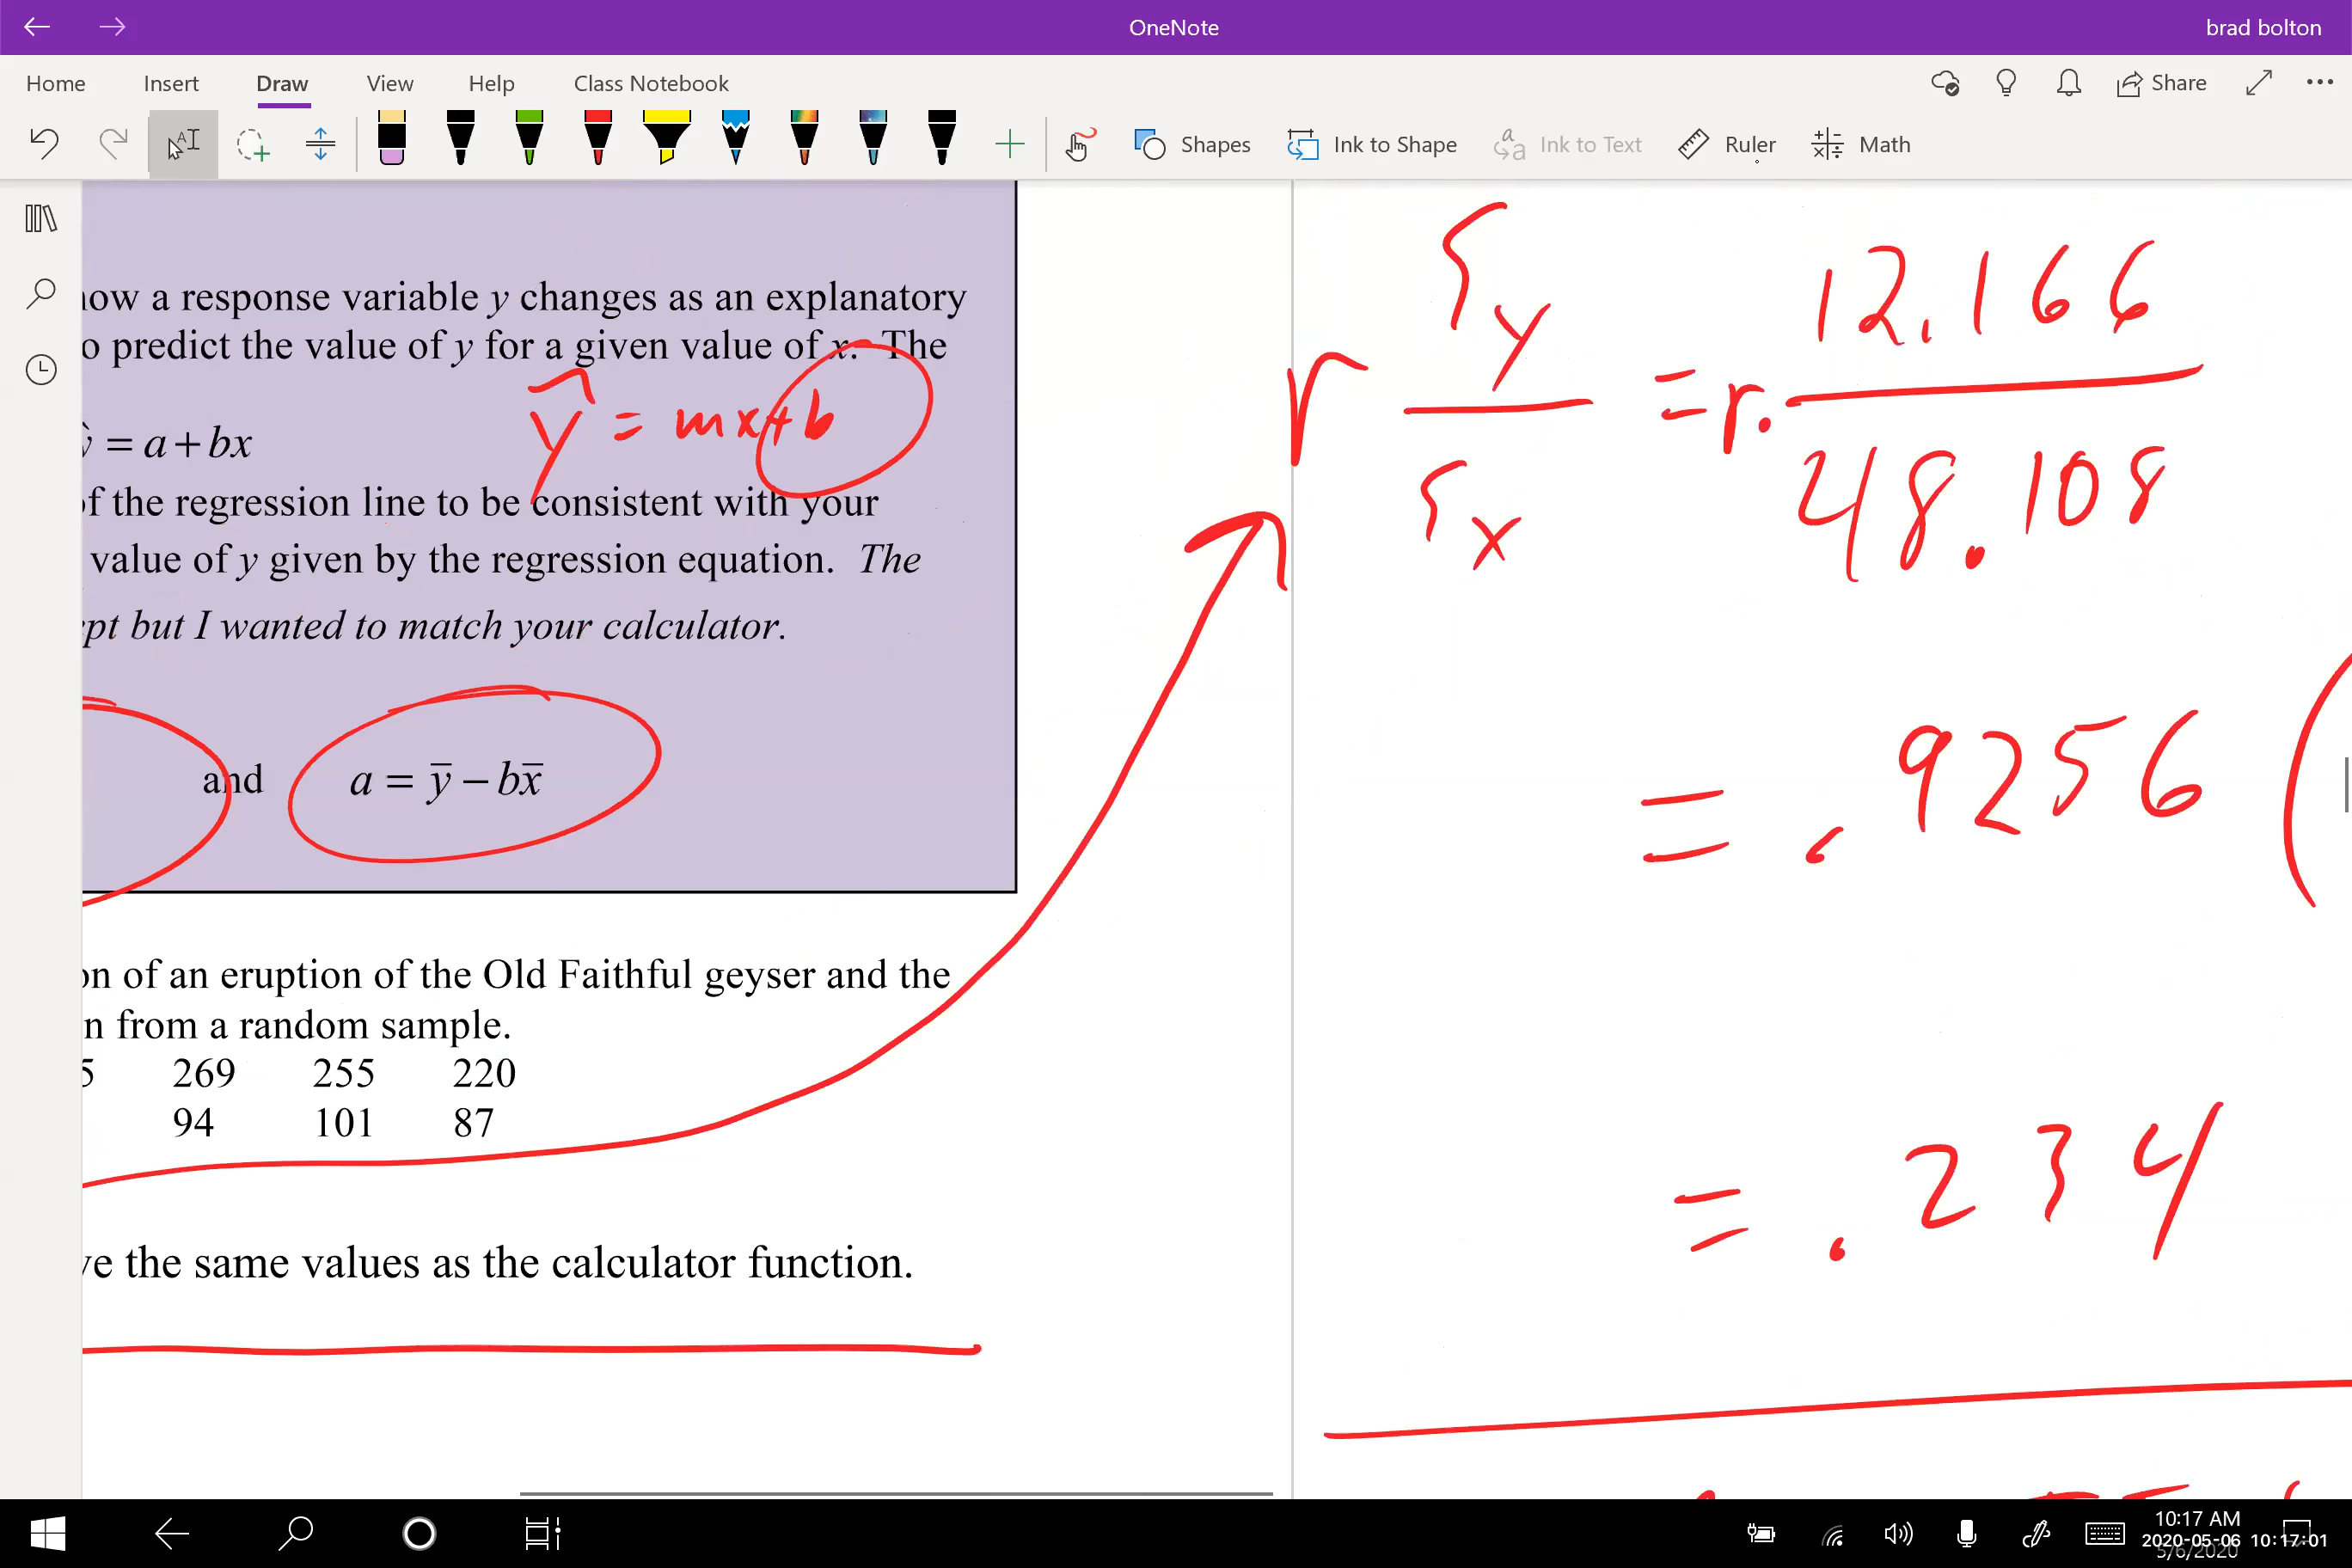 OneNote
brad bolton
Home Insert Draw View Help Class Notebook
Share
Shapes Ink to Shape Ink to Text Ruler Math
ow a response variable y changes as an explanatory
o predict the value of y for a given value of x. The
ŷ = mx+b
ŷ = a + bx
of the regression line to be consistent with your
value of y given by the regression equation. The
ept but I wanted to match your calculator.
and a = ȳ − bx̄
on of an eruption of the Old Faithful geyser and the
n from a random sample.
5 269 255 220
94 101 87
ve the same values as the calculator function.
r Sy/Sx = r. 12.166/48.108
= .9256 (
= .234
10:17 AM
2020-05-06 10:17:01
5/6/2020